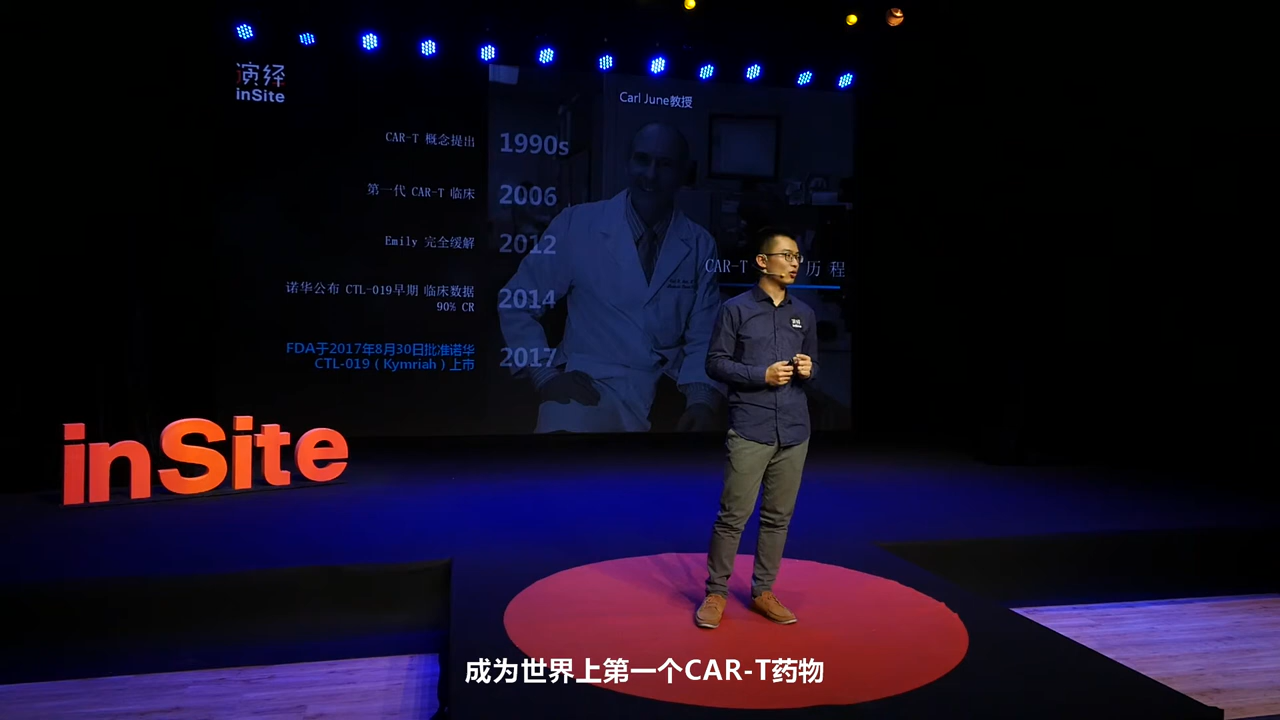 演经
inSite
Carl June教授
CAR-T 概念提出 1990s
第一代 CAR-T 临床 2006
Emily 完全缓解 2012
诺华公布 CTL-019早期 临床数据
90% CR
2014
FDA于2017年8月30日批准诺华
CTL-019（Kymriah）上市
2017
CAR-T 历 程
inSite
成为世界上第一个CAR-T药物